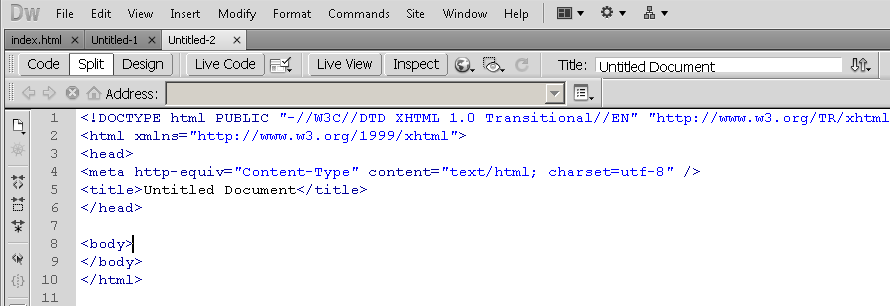 Dw File Edit View Insert Modify Format Commands Site Window Help
index.html × Untitled-1 × Untitled-2 ×
Code Split Design Live Code Live View Inspect Title: Untitled Document
Address:
1 <!DOCTYPE html PUBLIC "-//W3C//DTD XHTML 1.0 Transitional//EN" "http://www.w3.org/TR/xhtml
2 <html xmlns="http://www.w3.org/1999/xhtml">
3 <head>
4 <meta http-equiv="Content-Type" content="text/html; charset=utf-8" />
5 <title>Untitled Document</title>
6 </head>
7
8 <body>
9 </body>
10 </html>
11